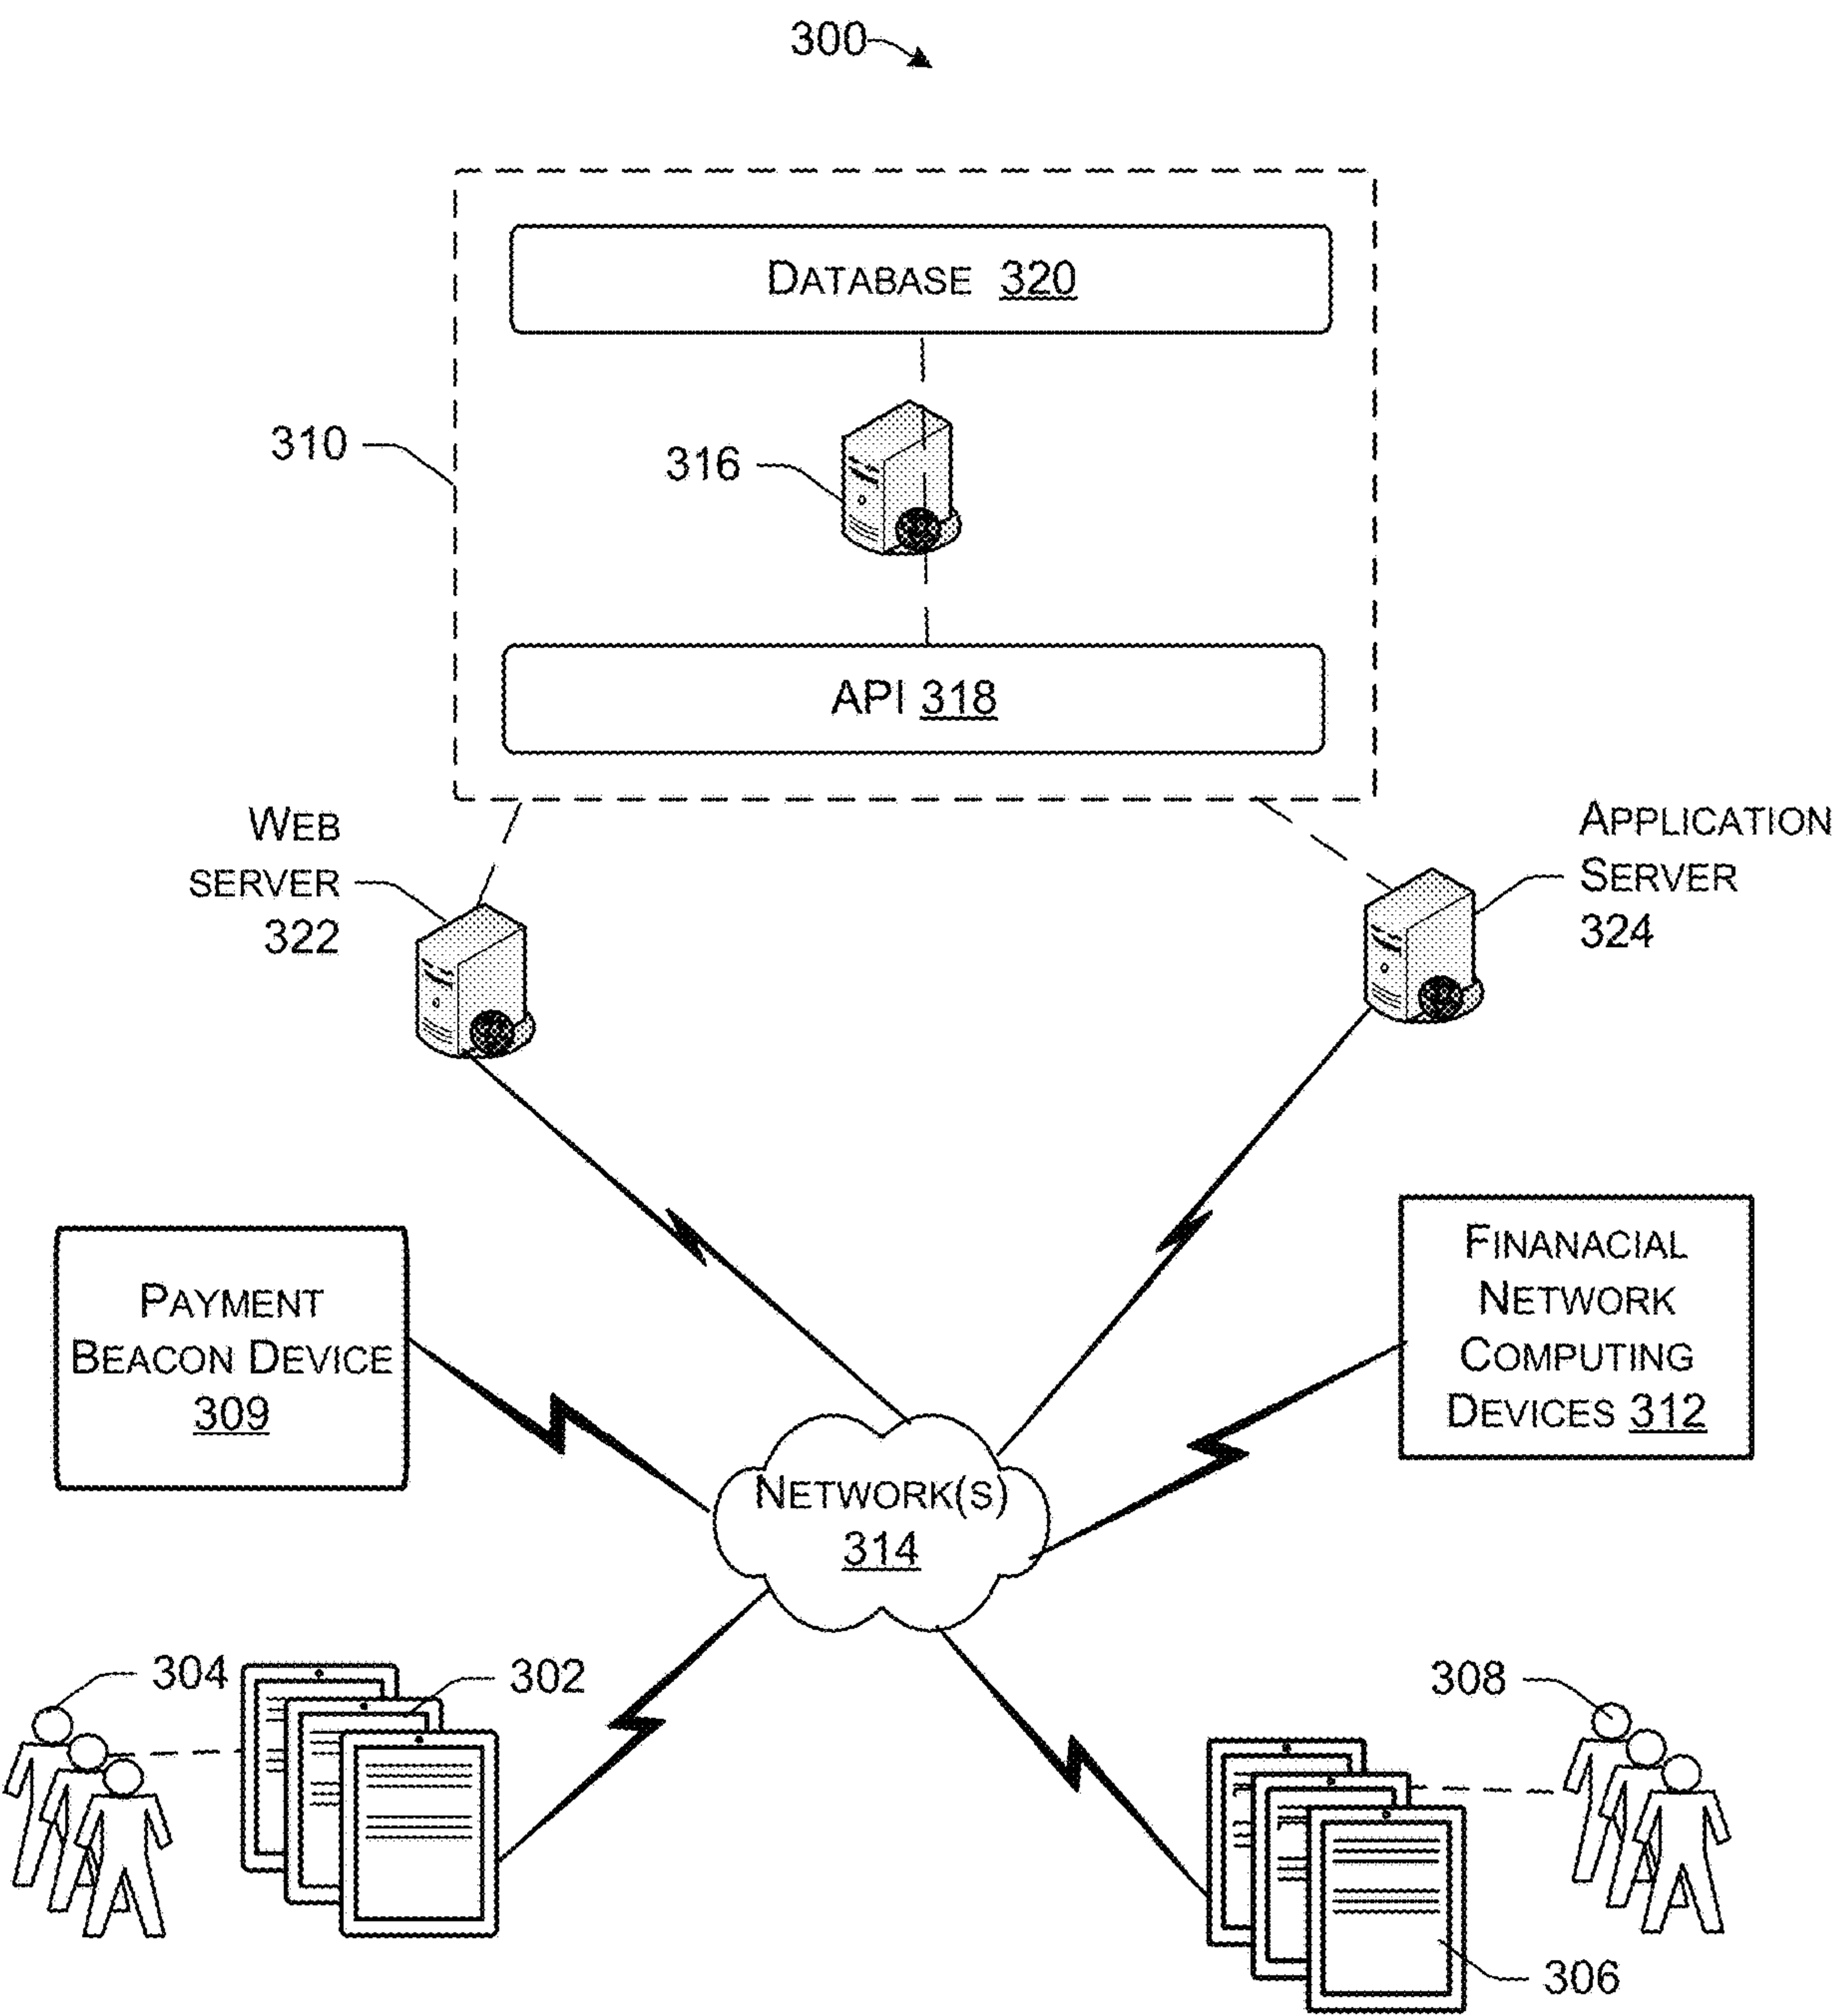 300
DATABASE 320
310
316
API 318
WEB
SERVER
322
APPLICATION
SERVER
324
PAYMENT
BEACON DEVICE
309
FINANACIAL
NETWORK
COMPUTING
DEVICES 312
NETWORK(S)
314
304
302
308
306